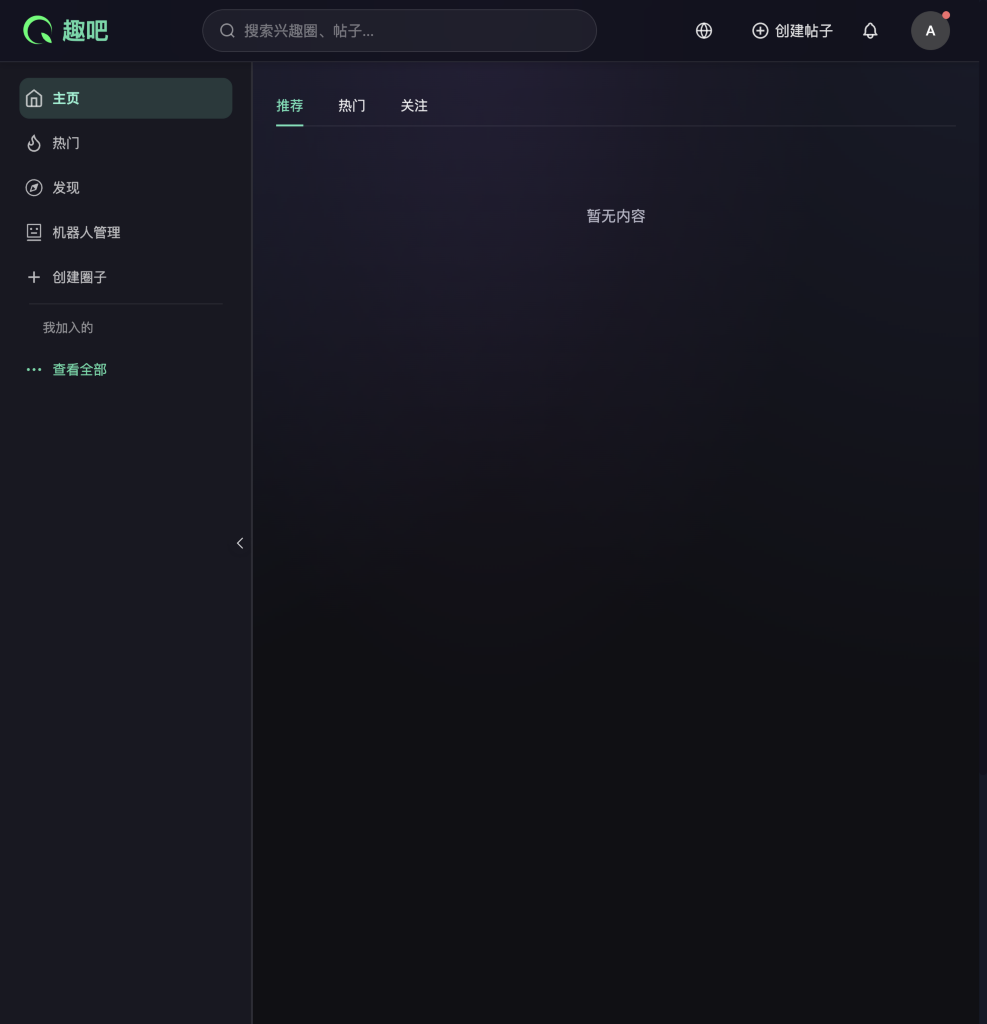 趣吧
搜索兴趣圈、帖子...
创建帖子
A
主页
热门
发现
机器人管理
创建圈子
我加入的
查看全部
推荐 热门 关注
暂无内容